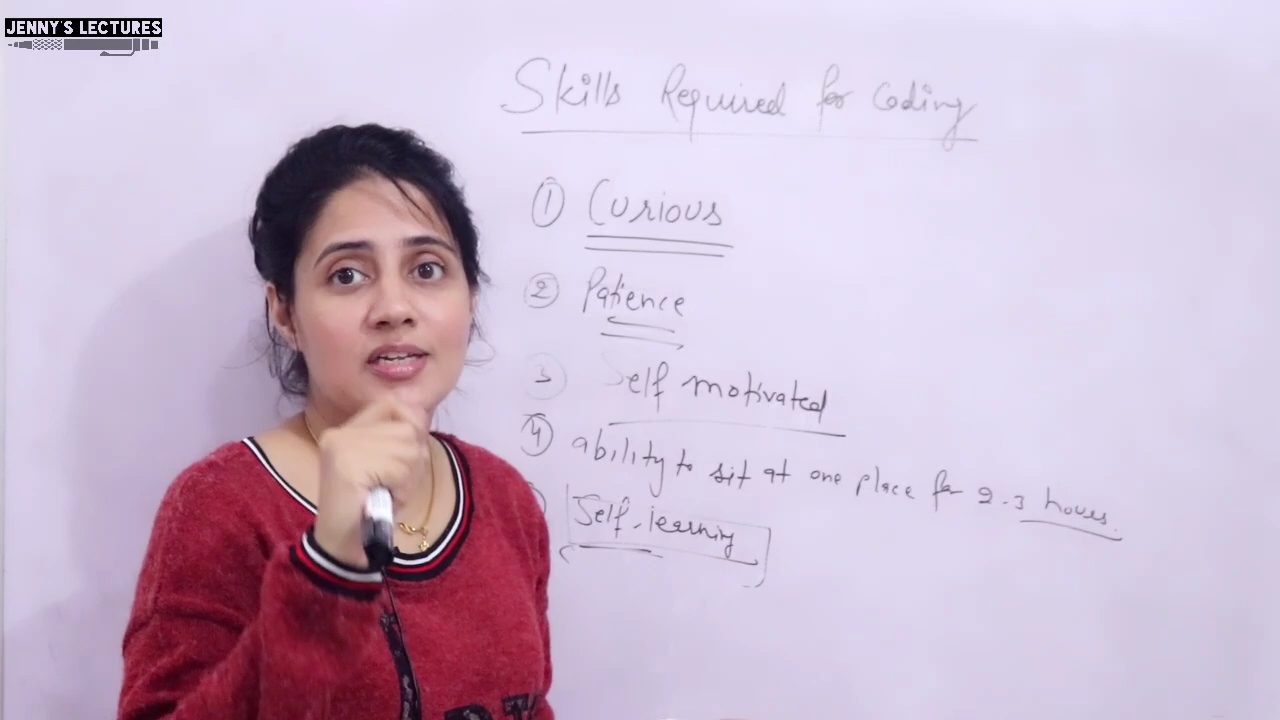 JENNY'S LECTURES
Skills Required for Coding
① Curious
② Patience
3 Self motivated
④ ability to sit at one place for 2-3 hours.
Self-learning